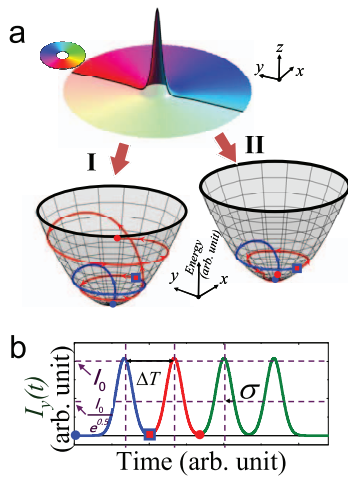 a
z
y
x
I
II
Energy
(arb. unit)
y
x
b
I_y(t)
(arb. unit)
I_0
I_0
e^{0.5}
ΔT
σ
Time (arb. unit)